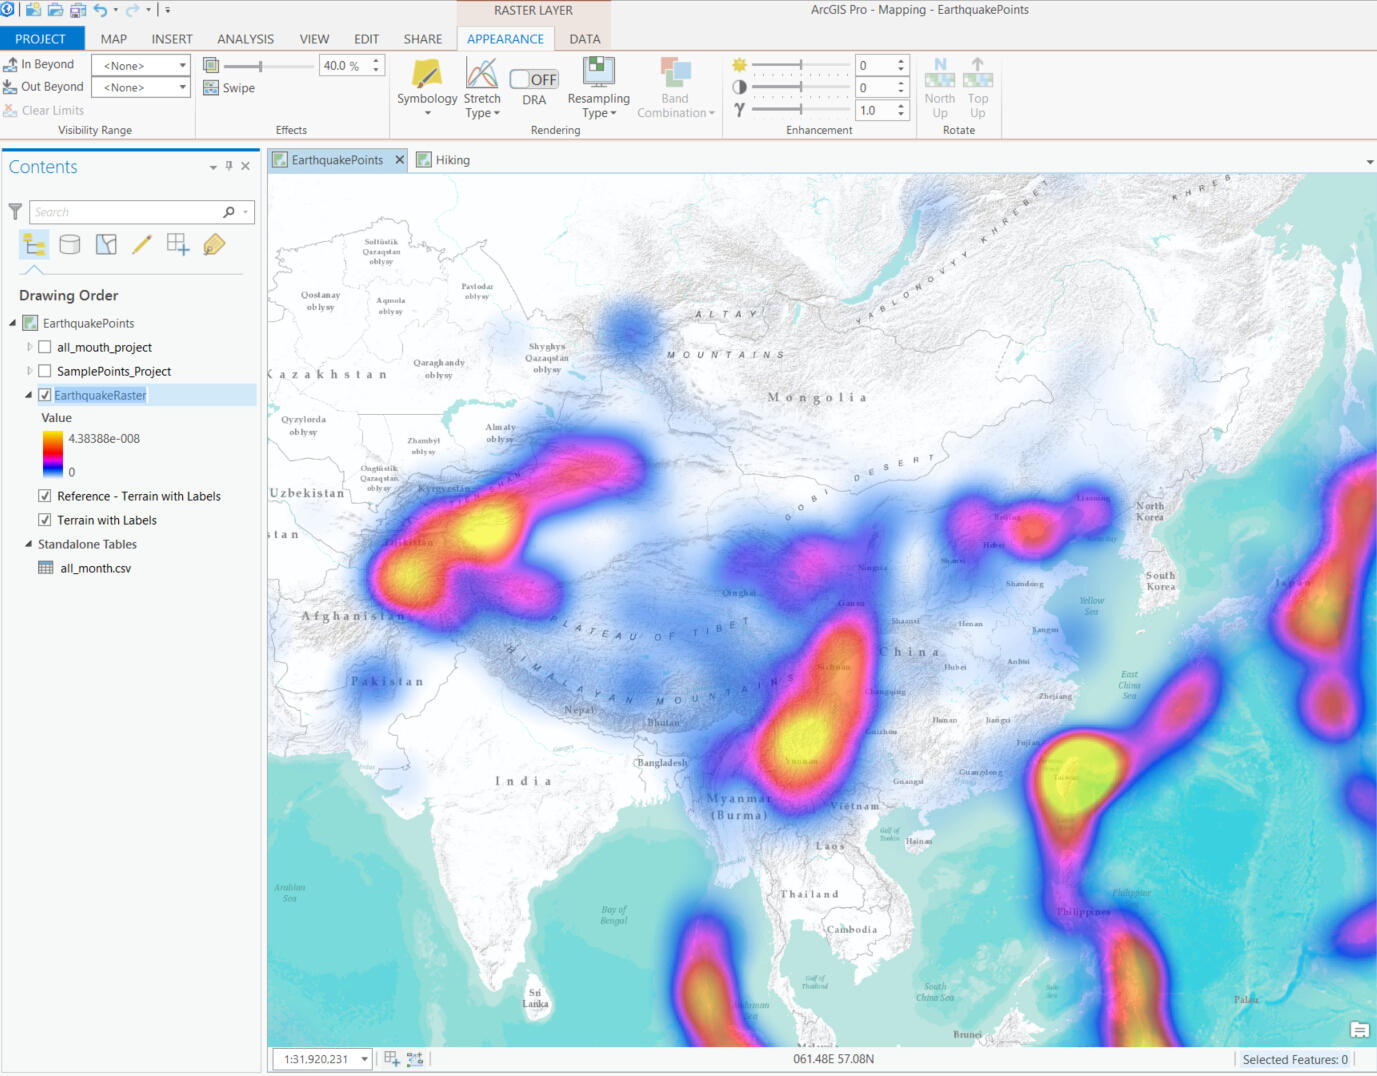 RASTER LAYER
ArcGIS Pro - Mapping - EarthquakePoints
PROJECT MAP INSERT ANALYSIS VIEW EDIT SHARE APPEARANCE DATA
In Beyond
<None>
Out Beyond
<None>
Clear Limits
Visibility Range
40.0 %
Swipe
Effects
Symbology
Stretch
Type
OFF
DRA
Resampling
Type
Band
Combination
Rendering
0
0
γ
1.0
Enhancement
N
North
Up
Top
Up
Rotate
Contents
Search
Drawing Order
EarthquakePoints
all_mouth_project
SamplePoints_Project
EarthquakeRaster
Value
4.38388e-008
0
Reference - Terrain with Labels
Terrain with Labels
Standalone Tables
all_month.csv
EarthquakePoints
Hiking
KHREB
YABLONOVYY KHREBET
Soltüstik
Qazaqstan
oblysy
Qostanay
oblysy
Aqmola
oblysy
Pavlodar
oblysy
ALTAY
MOUNTAINS
Shyghys
Qazaqstan
oblysy
Qaraghandy
oblysy
Kazakhstan
Mongolia
Qyzylorda
oblysy
Almaty
oblysy
Zhambyl
oblysy
Ongtüstik
Qazaqstan
oblysy
Kyrgyzstan
Uzbekistan
GOBI DESERT
stan
Tajikistan
Liaoning
Beijing
North
Korea
Hebei
Shanxi
Ningxia
Qinghai
Gansu
Shandong
South
Korea
Japan
Yellow
Sea
Afghanistan
PLATEAU OF TIBET
Shaanxi
Henan
Jiangsu
China
Sichuan
Hubei
Anhui
HIMALAYAN MOUNTAINS
Pakistan
Chongqing
East
China
Sea
Zhejiang
Nepal
Bhutan
Hunan
Jiangxi
Guizhou
Fujian
Ganges
Bangladesh
Yunnan
India
Guangxi
Guangdong
Taiwan
Myanmar
(Burma)
Vietnam
Gulf of
Tonkin
Hainan
Laos
Thailand
Arabian
Sea
Bay of
Bengal
Philippine
Philippines
Cambodia
Sri
Lanka
Gulf of
Thailand
South
China Sea
Sulu
Sea
Andaman
Sea
Palau
Brunei
1:31,920,231
061.48E 57.08N
Selected Features: 0